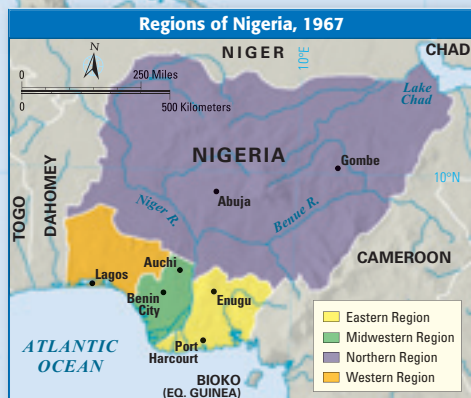 Regions of Nigeria, 1967
N
NIGER
10°E
CHAD
0
250 Miles
0
500 Kilometers
Lake
Chad
NIGERIA
Gombe
TOGO
DAHOMEY
Niger R.
Abuja
Benue R.
10°N
CAMEROON
Auchi
Lagos
Benin
City
Enugu
Port
Harcourt
ATLANTIC
OCEAN
BIOKO
(EQ. GUINEA)
Eastern Region
Midwestern Region
Northern Region
Western Region